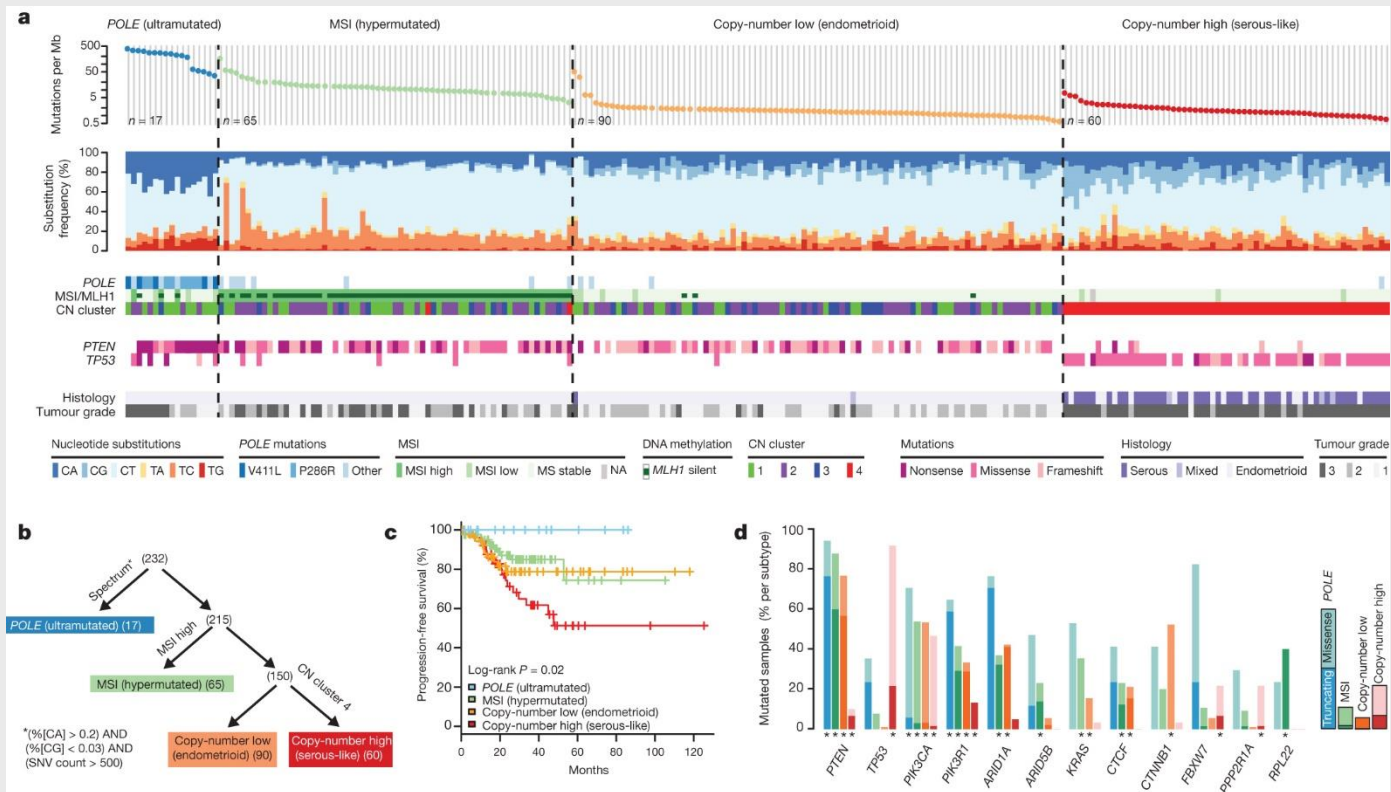 a
POLE (ultramutated)
MSI (hypermutated)
Copy-number low (endometrioid)
Copy-number high (serous-like)
Mutations per Mb
500
50
5
0.5
n = 17
n = 65
n = 90
n = 60
Substitution
frequency (%)
100
80
60
40
20
0
POLE
MSI/MLH1
CN cluster
PTEN
TP53
Histology
Tumour grade
Nucleotide substitutions
CA CG CT TA TC TG
POLE mutations
V411L P286R Other
MSI
MSI high MSI low MS stable NA
DNA methylation
MLH1 silent
CN cluster
1 2 3 4
Mutations
Nonsense Missense Frameshift
Histology
Serous Mixed Endometrioid
Tumour grade
3 2 1
b
Spectrum*
(232)
POLE (ultramutated) (17)
MSI high
(215)
MSI (hypermutated) (65)
(150)
CN cluster 4
Copy-number low
(endometrioid) (90)
Copy-number high
(serous-like) (60)
*(%[CA] > 0.2) AND
(%[CG] < 0.03) AND
(SNV count > 500)
c
Progression-free survival (%)
100
80
60
40
20
0
Log-rank P = 0.02
POLE (ultramutated)
MSI (hypermutated)
Copy-number low (endometrioid)
Copy-number high (serous-like)
0 20 40 60 80 100 120
Months
d
Mutated samples (% per subtype)
100
80
60
40
20
0
* * * * * * * * * * * * * * * * * * * * * * * * * *
PTEN
TP53
PIK3CA
PIK3R1
ARID1A
ARID5B
KRAS
CTCF
CTNNB1
FBXW7
PPP2R1A
RPL22
Truncating Missense
POLE
MSI
Copy-number low
Copy-number high